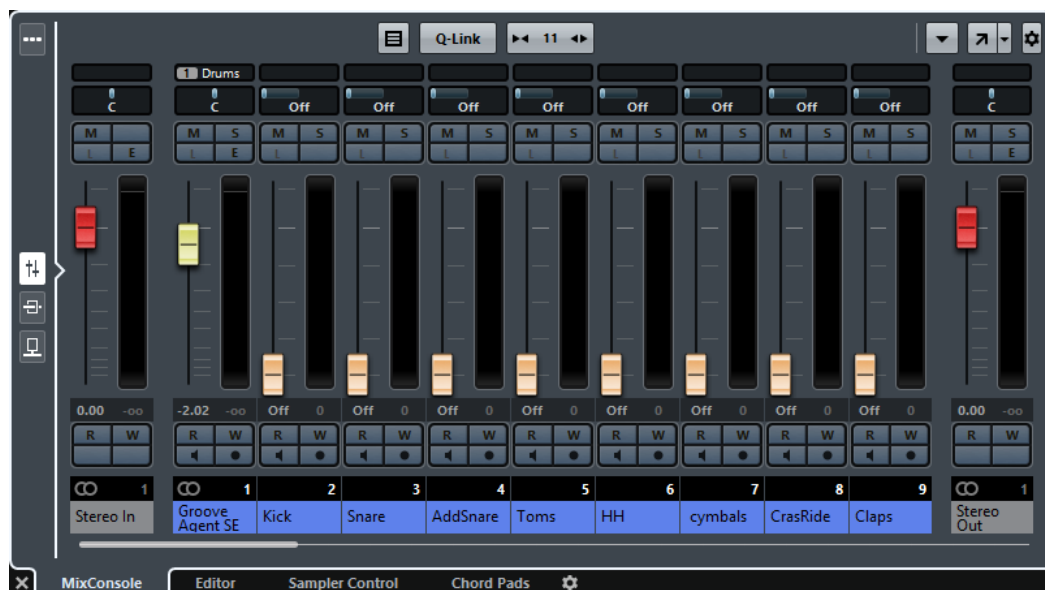 Q-Link 11
1 Drums
C C Off Off Off Off Off Off Off Off C
M M S M S M S M S M S M S M S M S M S M S
L E L E L L L L L L L L L E
0.00 -oo -2.02 -oo Off 0 Off 0 Off 0 Off 0 Off 0 Off 0 Off 0 Off 0 0.00 -oo
R W R W R W R W R W R W R W R W R W R W R W
1 1 2 3 4 5 6 7 8 9 1
Stereo In Groove Agent SE Kick Snare AddSnare Toms HH cymbals CrasRide Claps Stereo Out
MixConsole Editor Sampler Control Chord Pads